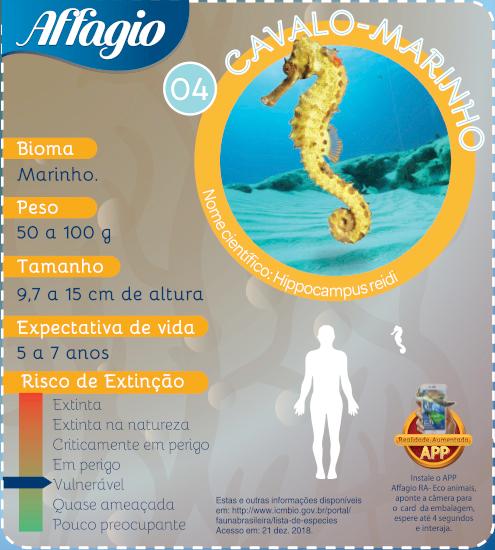 Affagio
CAVALO-MARINHO
04
Nome científico: Hippocampus reidi
Bioma
Marinho.
Peso
50 a 100 g
Tamanho
9,7 a 15 cm de altura
Expectativa de vida
5 a 7 anos
Risco de Extinção
Extinta
Extinta na natureza
Criticamente em perigo
Em perigo
Vulnerável
Quase ameaçada
Pouco preocupante
Estas e outras informações disponíveis
em: http://www.icmbio.gov.br/portal/
faunabrasileira/lista-de-especies
Acesso em: 21 dez. 2018.
Realidade Aumentada
APP
Instale o APP
Affagio RA- Eco animais,
aponte a câmera para
o card da embalagem,
espere até 4 segundos
e interaja.